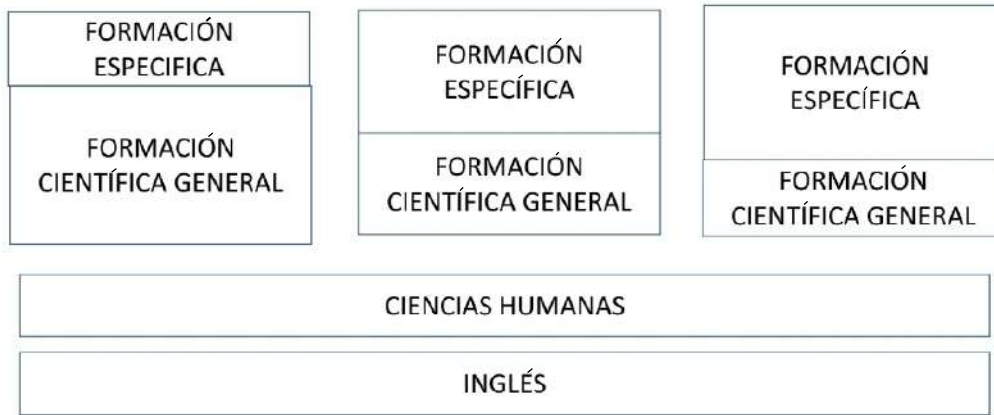 FORMACIÓN
ESPECIFICA
FORMACIÓN
CIENTÍFICA GENERAL
FORMACIÓN
ESPECÍFICA
FORMACIÓN
CIENTÍFICA GENERAL
FORMACIÓN
ESPECÍFICA
FORMACIÓN
CIENTÍFICA GENERAL
CIENCIAS HUMANAS
INGLÉS